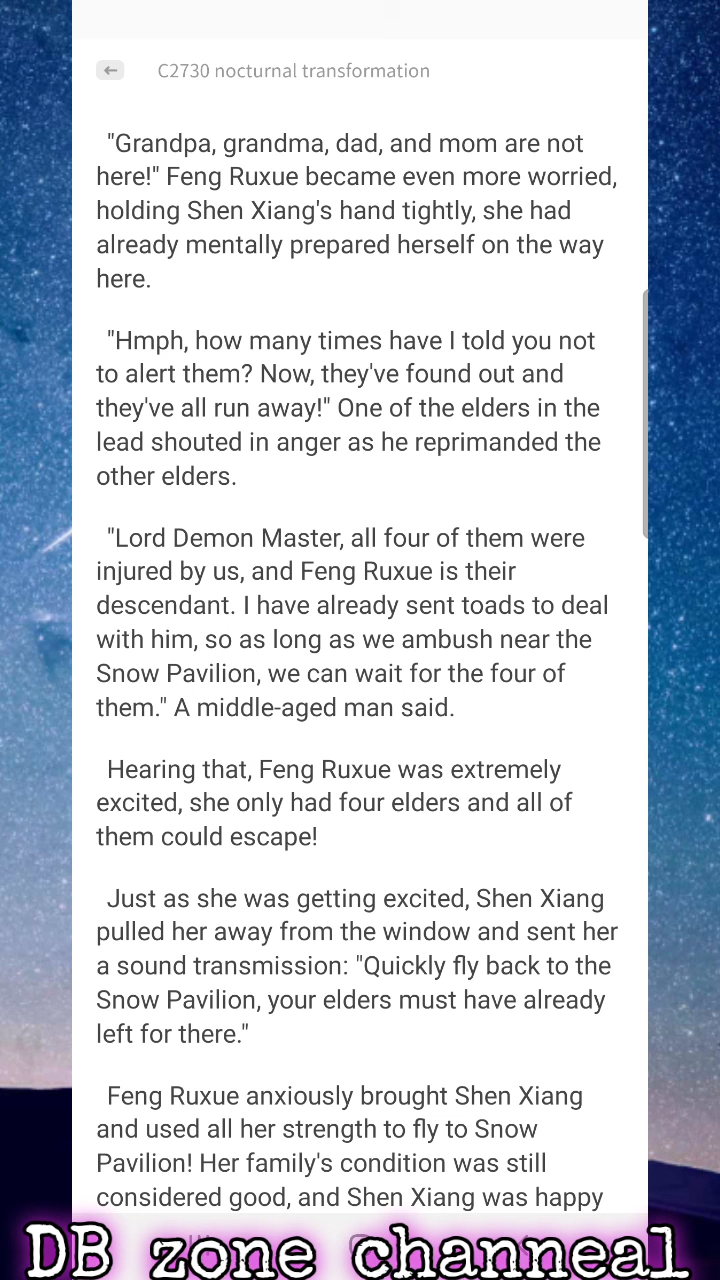 C2730 nocturnal transformation
"Grandpa, grandma, dad, and mom are not
here!" Feng Ruxue became even more worried,
holding Shen Xiang's hand tightly, she had
already mentally prepared herself on the way
here.
"Hmph, how many times have I told you not
to alert them? Now, they've found out and
they've all run away!" One of the elders in the
lead shouted in anger as he reprimanded the
other elders.
"Lord Demon Master, all four of them were
injured by us, and Feng Ruxue is their
descendant. I have already sent toads to deal
with him, so as long as we ambush near the
Snow Pavilion, we can wait for the four of
them." A middle-aged man said.
Hearing that, Feng Ruxue was extremely
excited, she only had four elders and all of
them could escape!
Just as she was getting excited, Shen Xiang
pulled her away from the window and sent her
a sound transmission: "Quickly fly back to the
Snow Pavilion, your elders must have already
left for there."
Feng Ruxue anxiously brought Shen Xiang
and used all her strength to fly to Snow
Pavilion! Her family's condition was still
considered good, and Shen Xiang was happy
DB zone channeal